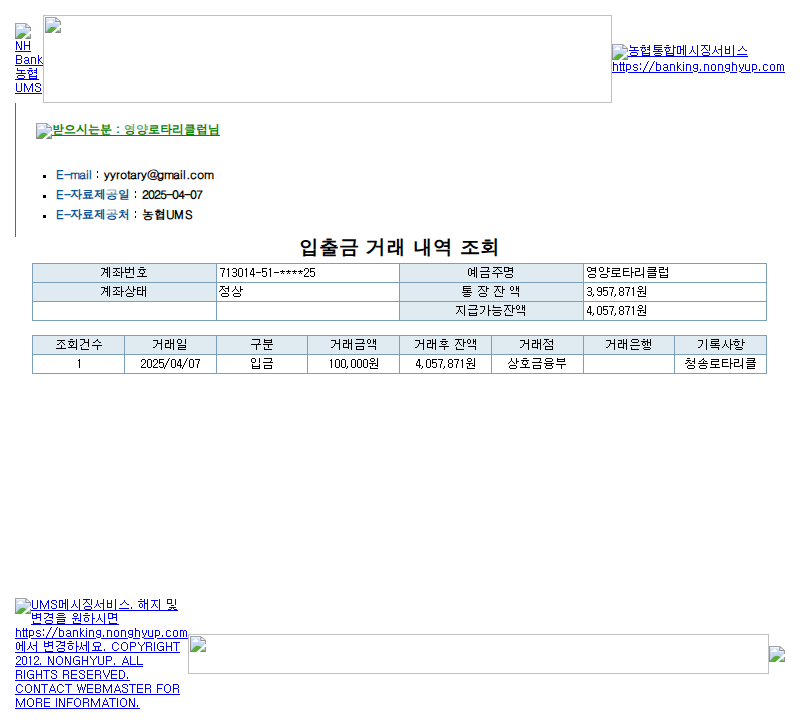 NH
Bank
농협
UMS
농협통합메시징서비스
https://banking.nonghyup.com
받으시는분 : 영양로타리클럽님
E-mail : yyrotary@gmail.com
E-자료제공일 : 2025-04-07
E-자료제공처 : 농협UMS
입출금 거래 내역 조회
계좌번호 713014-51-****25 예금주명 영양로타리클럽
계좌상태 정상 통 장 잔 액 3,957,871원
지급가능잔액 4,057,871원
조회건수 거래일 구분 거래금액 거래후 잔액 거래점 거래은행 기록사항
1 2025/04/07 입금 100,000원 4,057,871원 상호금융부 청송로타리클
UMS메시징서비스. 해지 및
변경을 원하시면
https://banking.nonghyup.com
에서 변경하세요. COPYRIGHT
2012. NONGHYUP. ALL
RIGHTS RESERVED.
CONTACT WEBMASTER FOR
MORE INFORMATION.